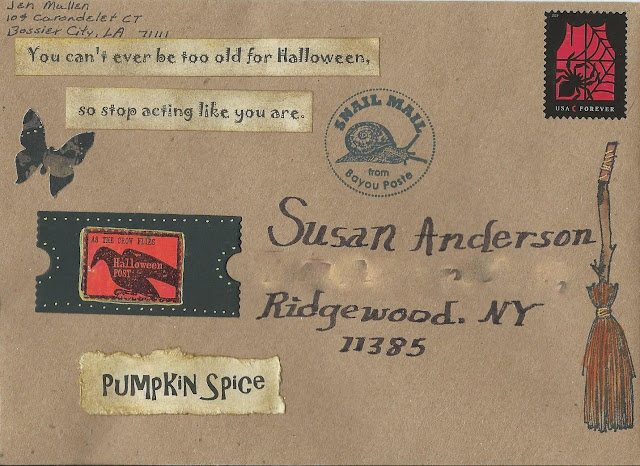 Jen Mullen
104 Carondelet CT
Bossier City, LA 71111
You can't ever be too old for Halloween,
so stop acting like you are.
2019
USA FOREVER
SNAIL MAIL
from
Bayou Poste
Susan Anderson
Ridgewood, NY
11385
AS THE CROW FLIES
Halloween
POST
PUMPKIN SPICE